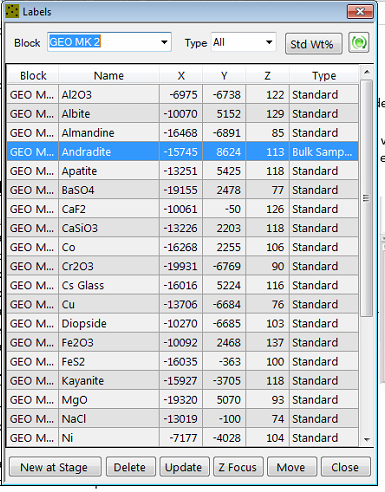 Labels
Block GEO MK 2 Type All Std Wt%
Block Name X Y Z Type
GEO M... Al2O3 -6975 -6738 122 Standard
GEO M... Albite -10070 5152 129 Standard
GEO M... Almandine -16468 -6891 85 Standard
GEO M... Andradite -15745 8624 113 Bulk Samp...
GEO M... Apatite -13251 5425 118 Standard
GEO M... BaSO4 -19155 2478 77 Standard
GEO M... CaF2 -10061 -50 126 Standard
GEO M... CaSiO3 -13226 2203 118 Standard
GEO M... Co -16268 2255 106 Standard
GEO M... Cr2O3 -19931 -6769 90 Standard
GEO M... Cs Glass -16016 5224 116 Standard
GEO M... Cu -13706 -6684 76 Standard
GEO M... Diopside -10270 -6685 103 Standard
GEO M... Fe2O3 -10092 2468 137 Standard
GEO M... FeS2 -16035 -363 100 Standard
GEO M... Kayanite -15927 -3705 118 Standard
GEO M... MgO -19320 5070 93 Standard
GEO M... NaCl -13019 -100 74 Standard
GEO M... Ni -7177 -4028 104 Standard
New at Stage Delete Update Z Focus Move Close